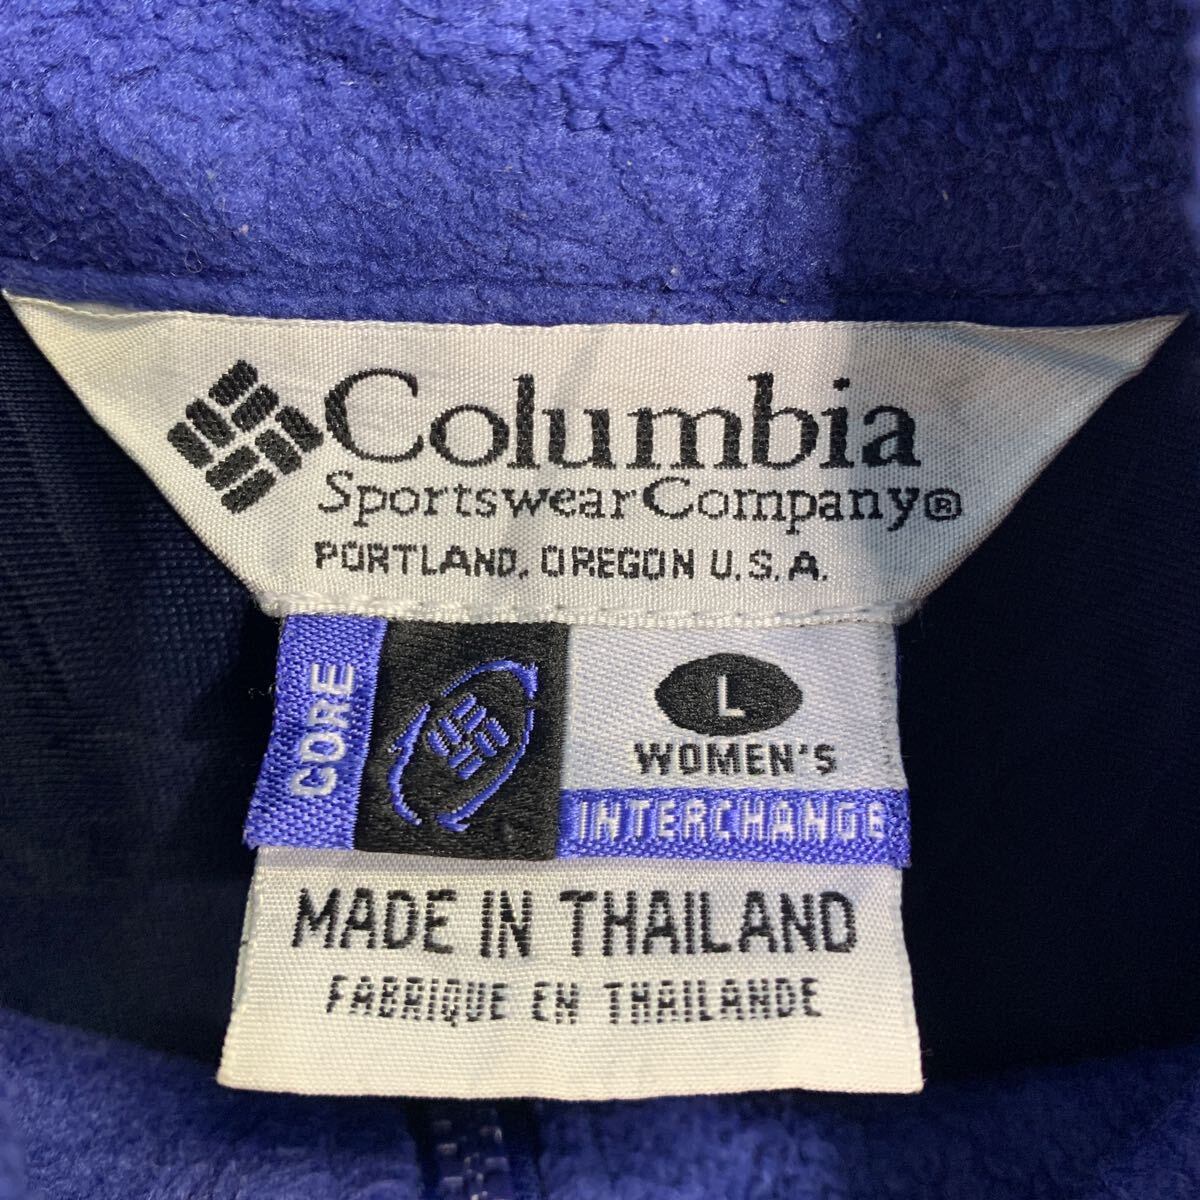 Columbia
Sportswear Company®
PORTLAND, OREGON U.S.A.
CORE
L
WOMEN'S
INTERCHANGE
MADE IN THAILAND
FABRIQUE EN THAILANDE